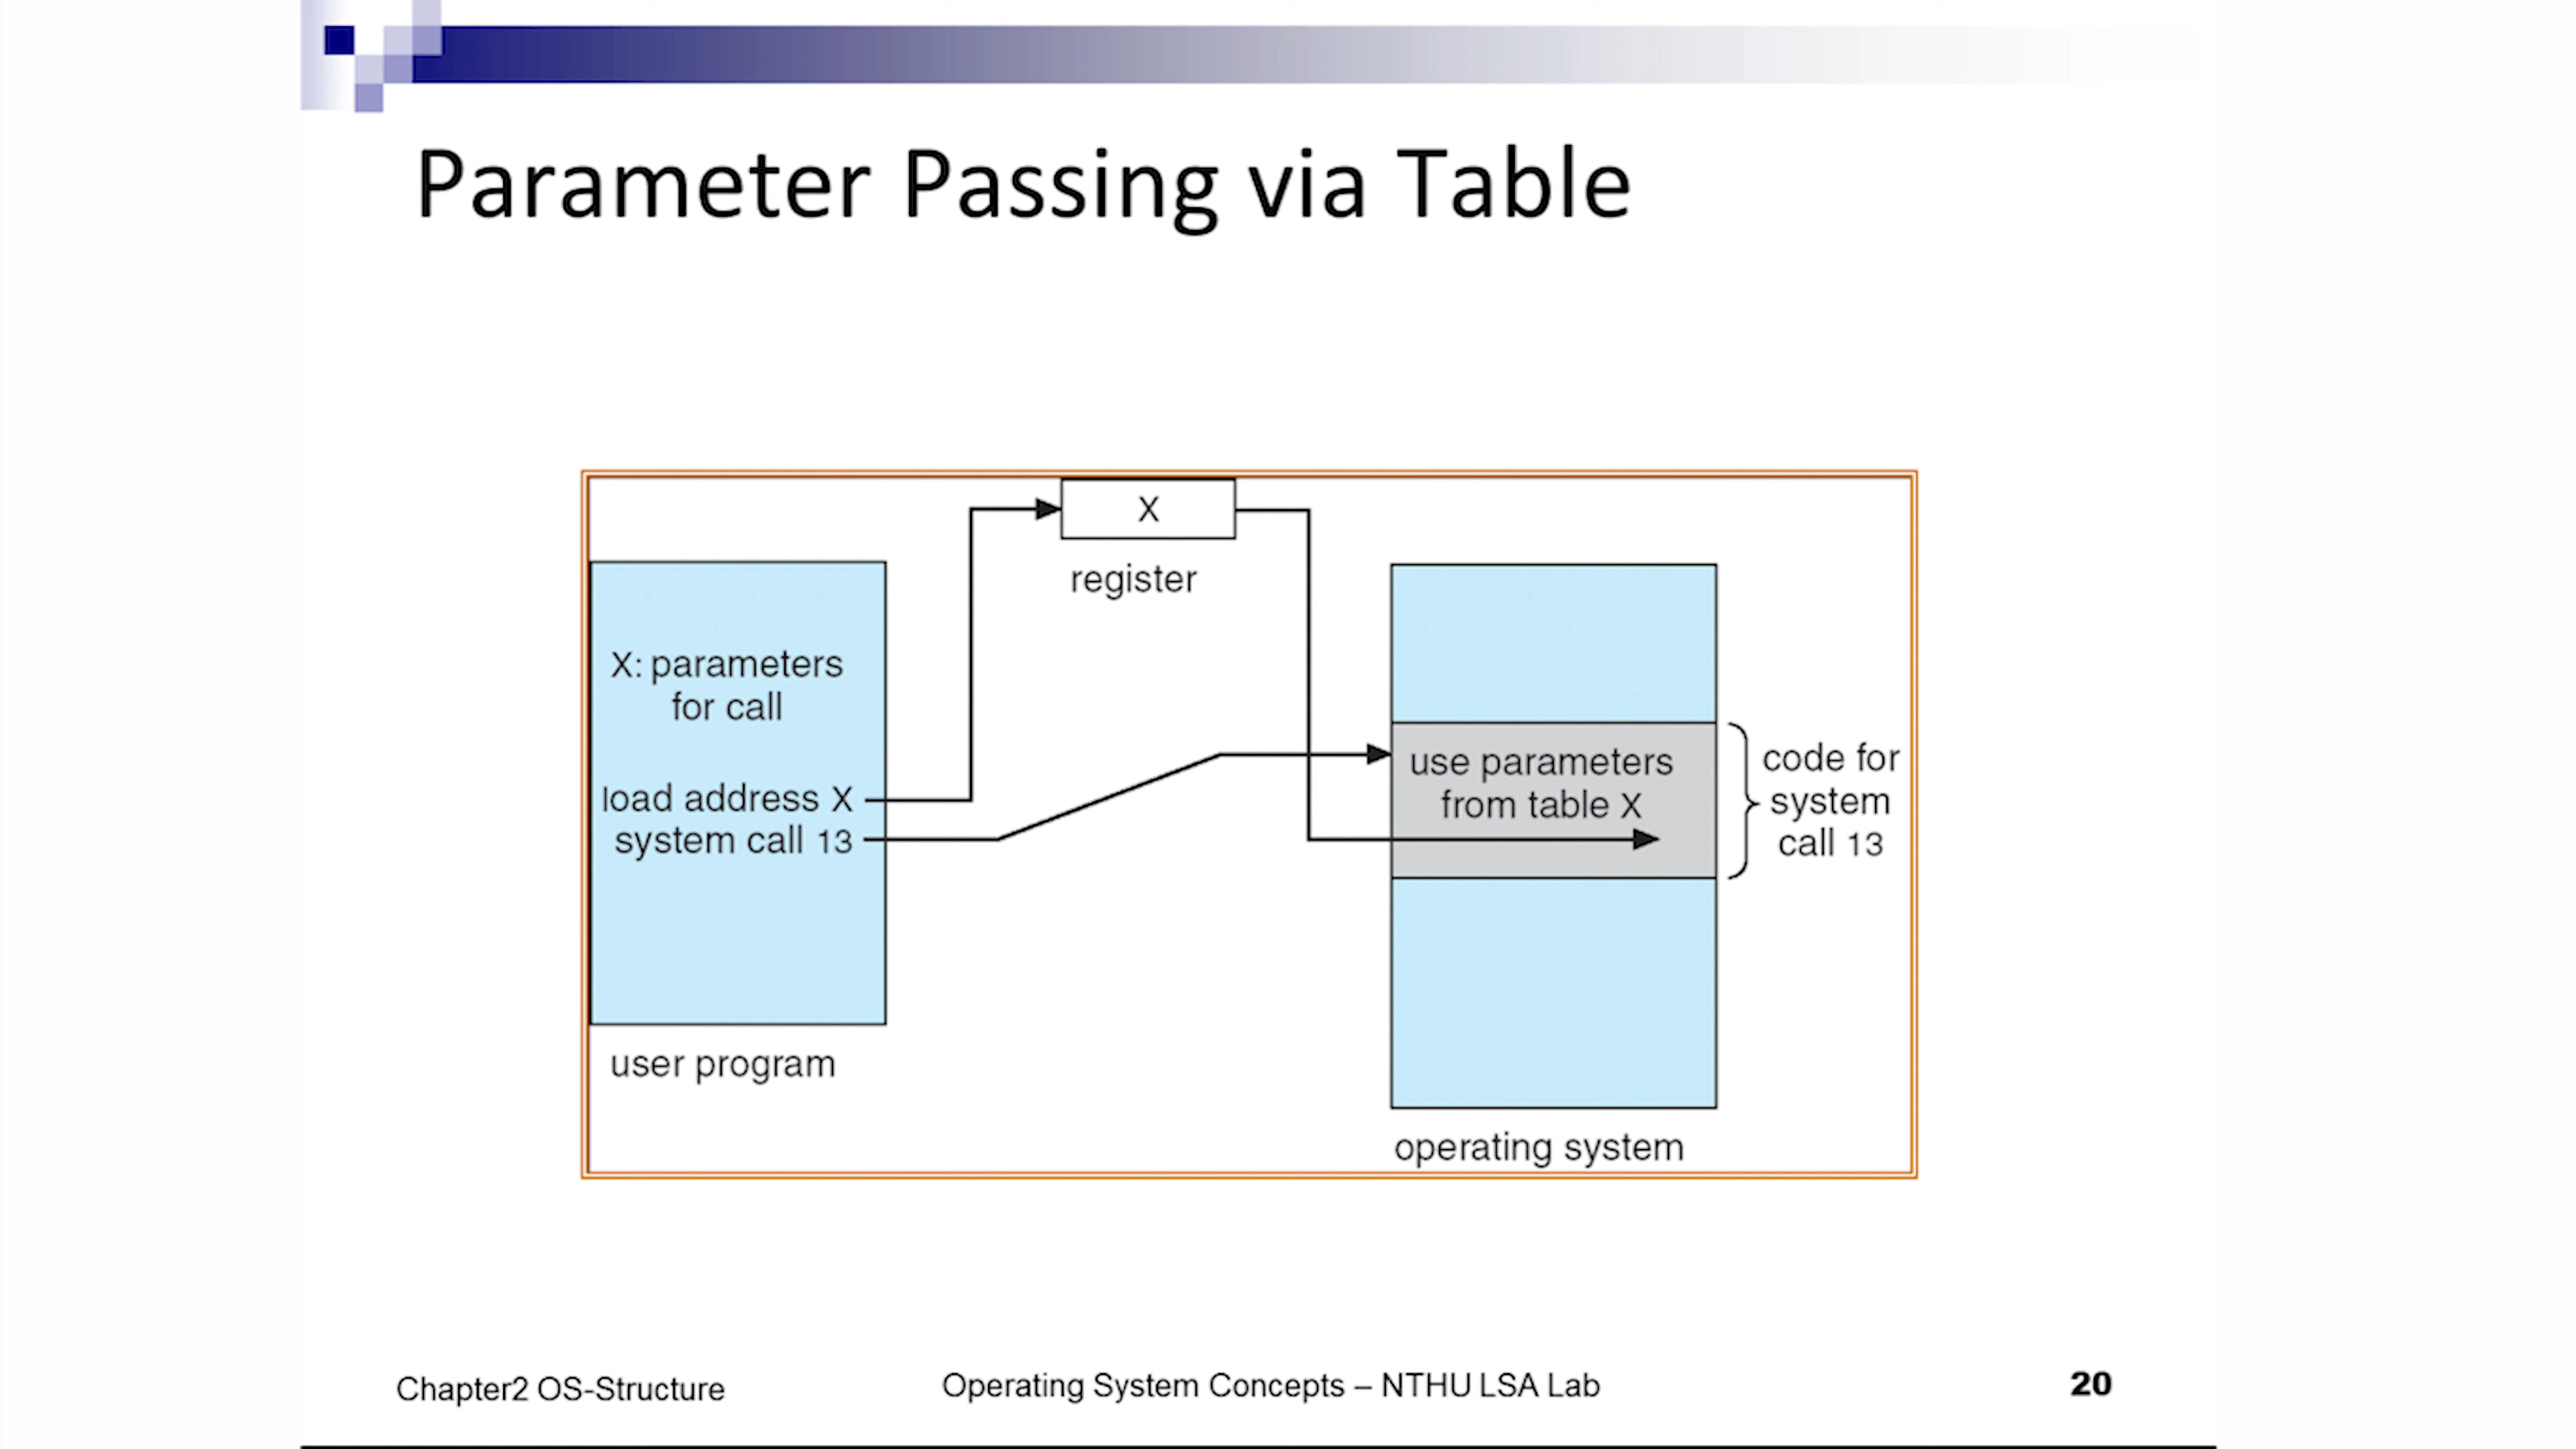 Parameter Passing via Table
X
register
X: parameters
for call
load address X
system call 13
user program
use parameters
from table X
code for
system
call 13
operating system
Chapter2 OS-Structure
Operating System Concepts – NTHU LSA Lab
20